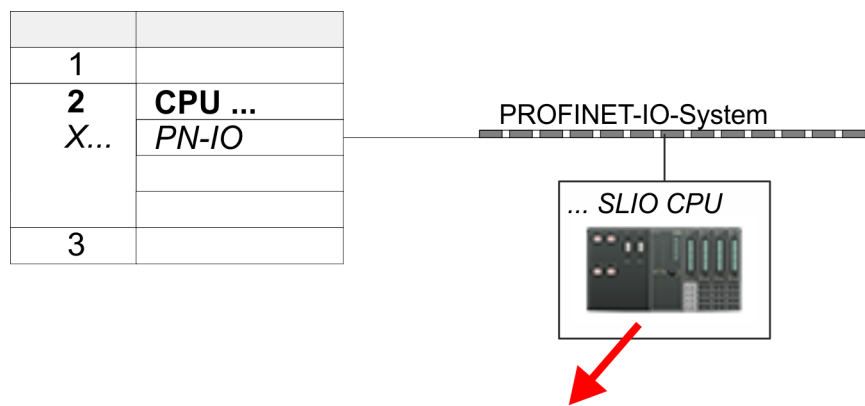 1
2 CPU ...
X... PN-IO
3
PROFINET-IO-System
... SLIO CPU